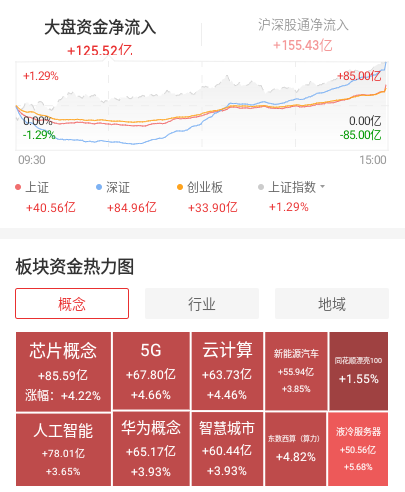 大盘资金净流入
沪深股通净流入
+125.52亿
+155.43亿
+1.29%
+85.00亿
0.00%
0.00亿
-1.29%
-85.00亿
09:30
15:00
上证
深证
创业板
上证指数
+40.56亿
+84.96亿
+33.90亿
+1.29%
板块资金热力图
概念
行业
地域
芯片概念
+85.59亿
涨幅：+4.22%
5G
+67.80亿
+4.66%
云计算
+63.73亿
+4.46%
新能源汽车
+55.94亿
+3.85%
同花顺漂亮100
+1.55%
人工智能
+78.01亿
+3.65%
华为概念
+65.17亿
+3.93%
智慧城市
+60.44亿
+3.93%
东数西算（算力）
+4.82%
液冷服务器
+50.56亿
+5.68%